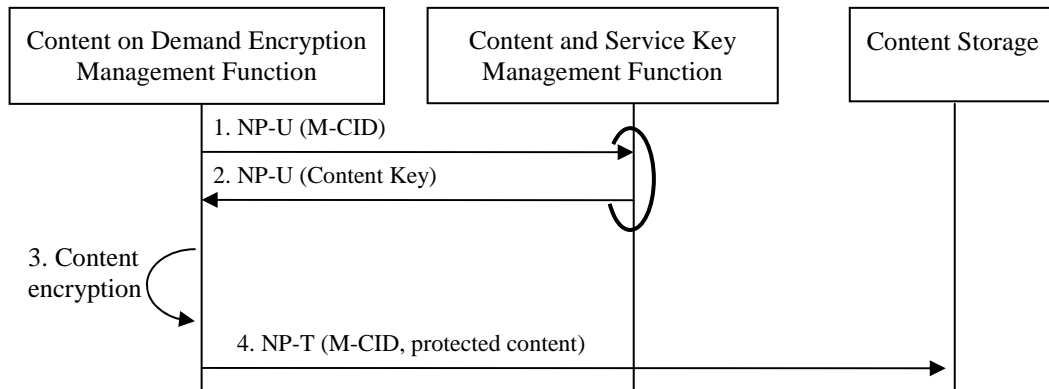 Content on Demand Encryption
Management Function
Content and Service Key
Management Function
Content Storage
1. NP-U (M-CID)
2. NP-U (Content Key)
3. Content
encryption
4. NP-T (M-CID, protected content)